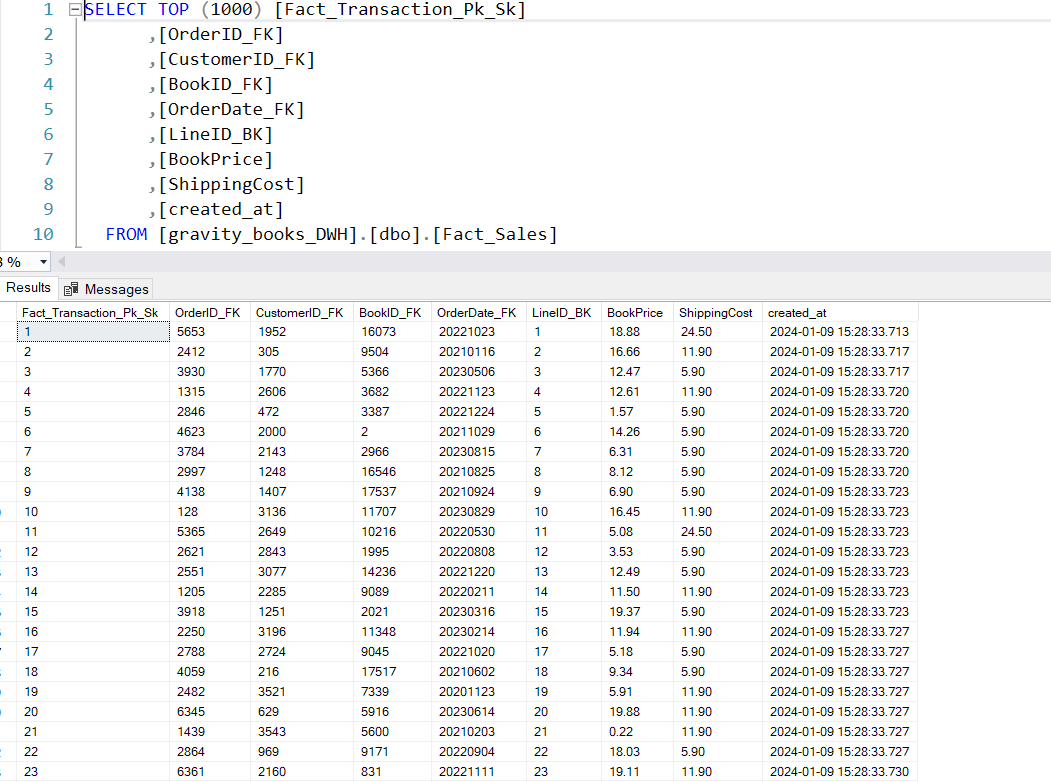 1 SELECT TOP (1000) [Fact_Transaction_Pk_Sk]
2 ,[OrderID_FK]
3 ,[CustomerID_FK]
4 ,[BookID_FK]
5 ,[OrderDate_FK]
6 ,[LineID_BK]
7 ,[BookPrice]
8 ,[ShippingCost]
9 ,[created_at]
10 FROM [gravity_books_DWH].[dbo].[Fact_Sales]
%
Results Messages
Fact_Transaction_Pk_Sk OrderID_FK CustomerID_FK BookID_FK OrderDate_FK LineID_BK BookPrice ShippingCost created_at
1 5653 1952 16073 20221023 1 18.88 24.50 2024-01-09 15:28:33.713
2 2412 305 9504 20210116 2 16.66 11.90 2024-01-09 15:28:33.717
3 3930 1770 5366 20230506 3 12.47 5.90 2024-01-09 15:28:33.717
4 1315 2606 3682 20221123 4 12.61 11.90 2024-01-09 15:28:33.720
5 2846 472 3387 20221224 5 1.57 5.90 2024-01-09 15:28:33.720
6 4623 2000 2 20211029 6 14.26 5.90 2024-01-09 15:28:33.720
7 3784 2143 2966 20230815 7 6.31 5.90 2024-01-09 15:28:33.720
8 2997 1248 16546 20210825 8 8.12 5.90 2024-01-09 15:28:33.720
9 4138 1407 17537 20210924 9 6.90 5.90 2024-01-09 15:28:33.723
10 128 3136 11707 20230829 10 16.45 11.90 2024-01-09 15:28:33.723
11 5365 2649 10216 20220530 11 5.08 24.50 2024-01-09 15:28:33.723
12 2621 2843 1995 20220808 12 3.53 5.90 2024-01-09 15:28:33.723
13 2551 3077 14236 20221220 13 12.49 5.90 2024-01-09 15:28:33.723
14 1205 2285 9089 20220211 14 11.50 11.90 2024-01-09 15:28:33.723
15 3918 1251 2021 20230316 15 19.37 5.90 2024-01-09 15:28:33.723
16 2250 3196 11348 20230214 16 11.94 11.90 2024-01-09 15:28:33.727
17 2788 2724 9045 20221020 17 5.18 5.90 2024-01-09 15:28:33.727
18 4059 216 17517 20210602 18 9.34 5.90 2024-01-09 15:28:33.727
19 2482 3521 7339 20201123 19 5.91 11.90 2024-01-09 15:28:33.727
20 6345 629 5916 20230614 20 19.88 11.90 2024-01-09 15:28:33.727
21 1439 3543 5600 20210203 21 0.22 11.90 2024-01-09 15:28:33.727
22 2864 969 9171 20220904 22 18.03 5.90 2024-01-09 15:28:33.727
23 6361 2160 831 20221111 23 19.11 11.90 2024-01-09 15:28:33.730